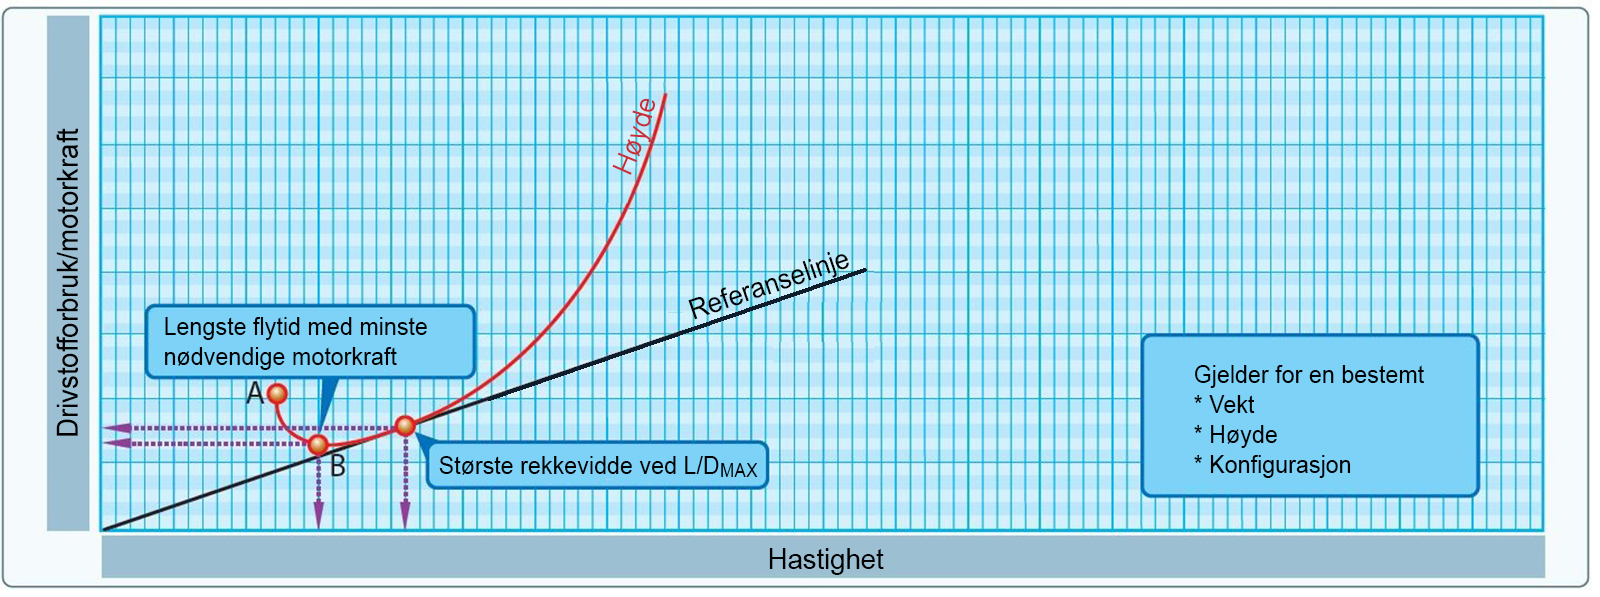 Drivstofforbruk/motorkraft
Høyde
Referanselinje
Lengste flytid med minste
nødvendige motorkraft
A
B
Største rekkevidde ved L/DMAX
Gjelder for en bestemt
* Vekt
* Høyde
* Konfigurasjon
Hastighet